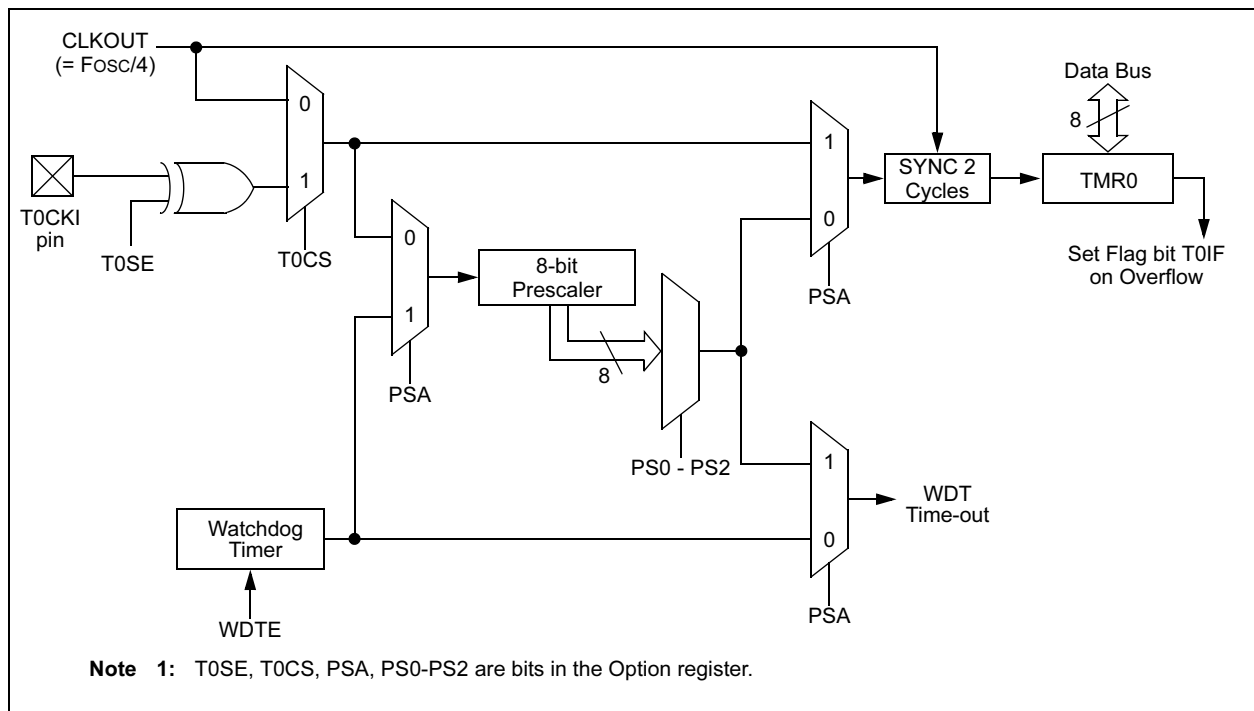 CLKOUT
(= FOSC/4)
Data Bus
0
8
1
SYNC 2
Cycles
TMR0
1
T0CKI
pin
0
0
T0SE
T0CS
8-bit
Prescaler
Set Flag bit T0IF
on Overflow
PSA
1
8
PSA
PS0 - PS2
1
WDT
Time-out
Watchdog
Timer
0
PSA
WDTE
Note 1: T0SE, T0CS, PSA, PS0-PS2 are bits in the Option register.